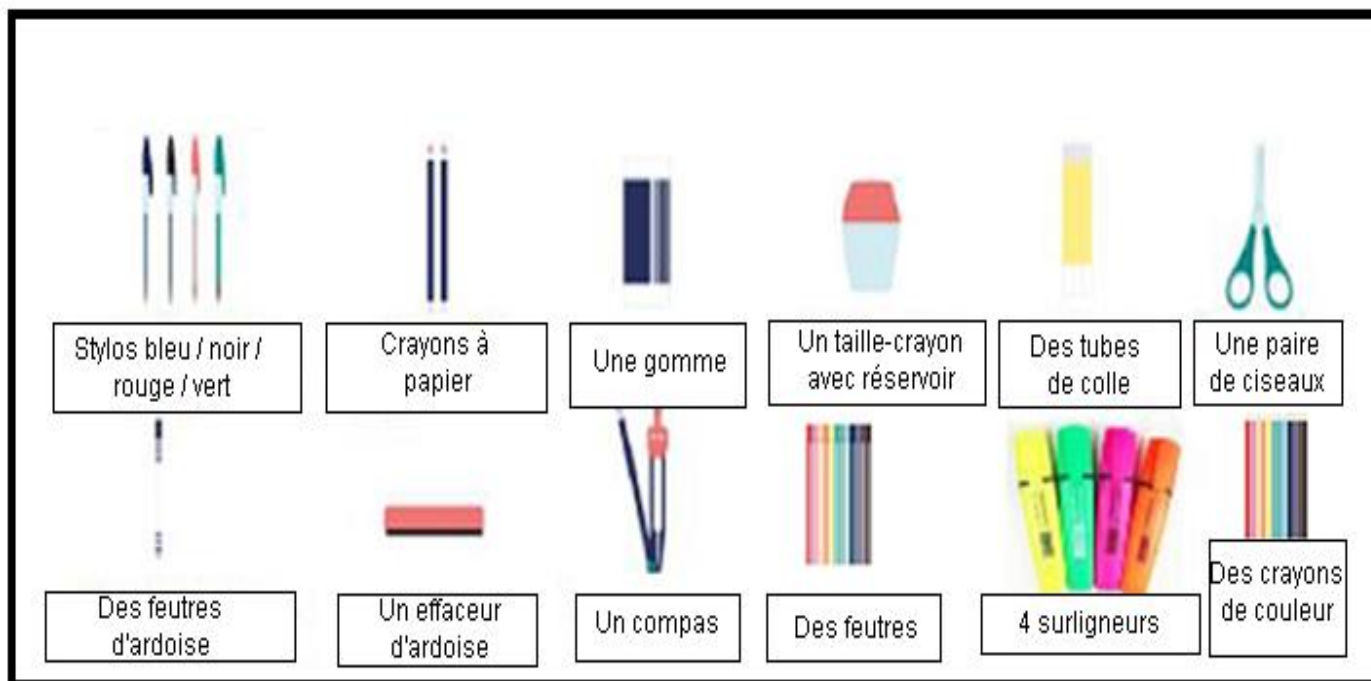 Stylos bleu / noir /
rouge / vert
Crayons à
papier
Une gomme
Un taille-crayon
avec réservoir
Des tubes
de colle
Une paire
de ciseaux
Des feutres
d'ardoise
Un effaceur
d'ardoise
Un compas
Des feutres
4 surligneurs
Des crayons
de couleur